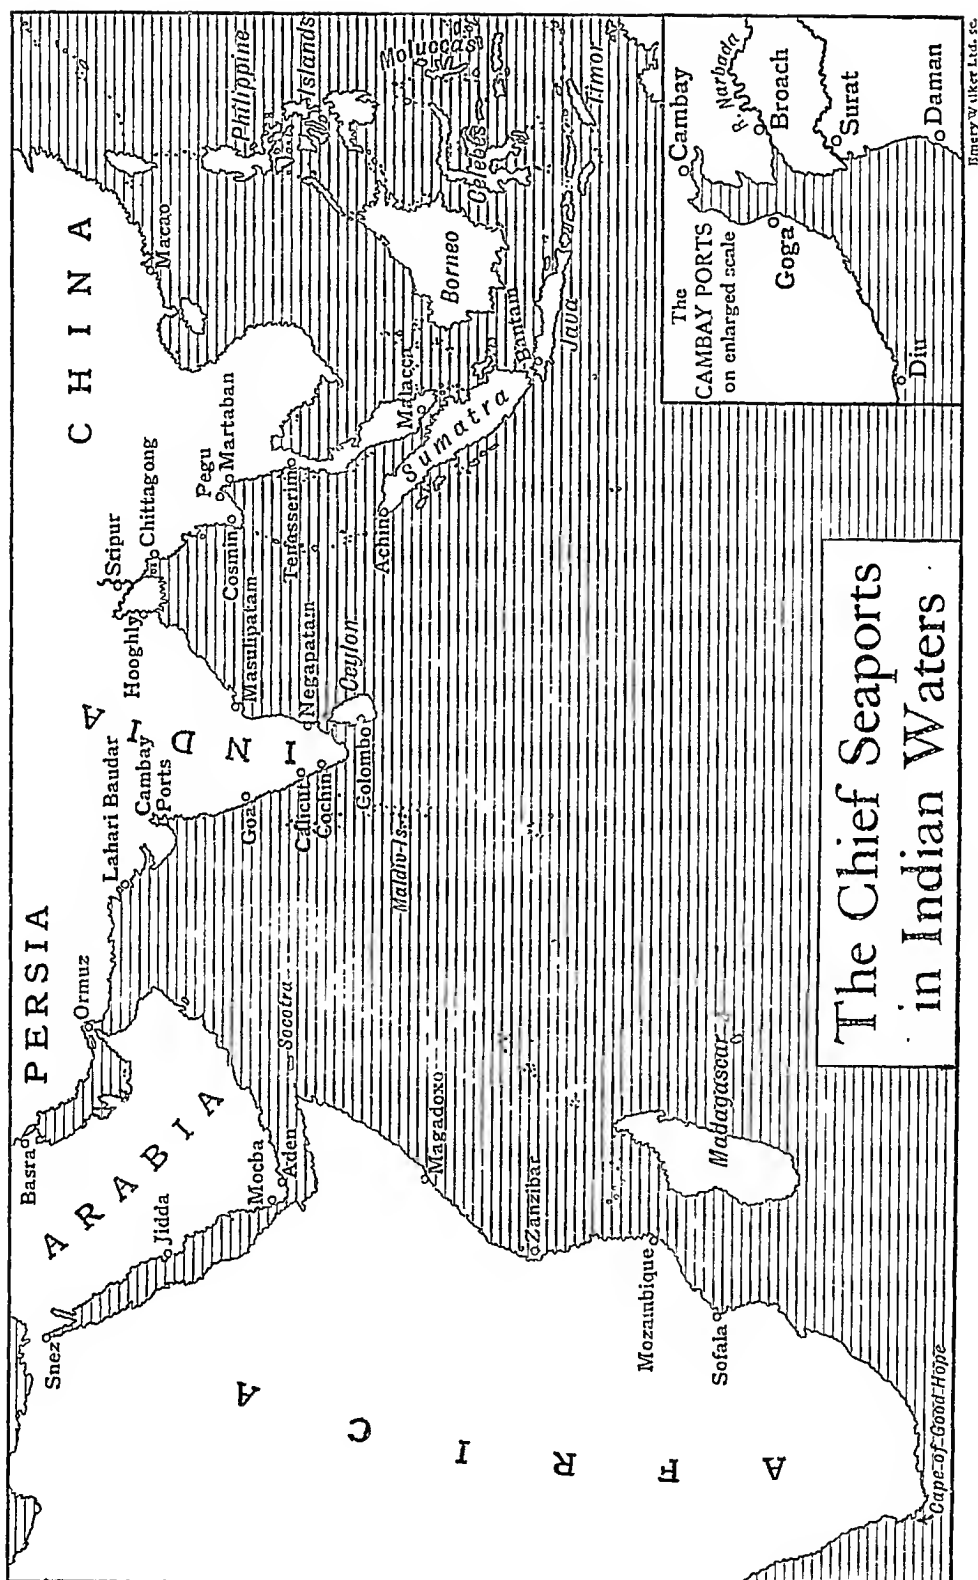 The Chief Seaports
in Indian Waters
CHINA
PERSIA
ARABIA
INDIA
AFRICA
Snez
Jidda
Mocba
Aden
Basra
Ormuz
Socotra
Magadoxo
Zanzibar
Mozambique
Sofala
Madagascar
Cape of Good Hope
Lahari Baudar
Cambay
Ports
Goa
Calicut
Cochin
Golombo
Ceylon
Maldiv-Is.
Negapatam
Masulipatam
Hooghly
Sripur
Chittagong
Cosmin
Pegu
Martaban
Tenasserim
Achin
Sumatra
Malacca
Bantam
Java
Borneo
Celebes
Moluccas
Timor
Philippine
Islands
Macao
The
CAMBAY PORTS
on enlarged scale
Cambay
R. Narbada
Broach
Surat
Daman
Goga
Diu
Emery Walker Ltd. sc.